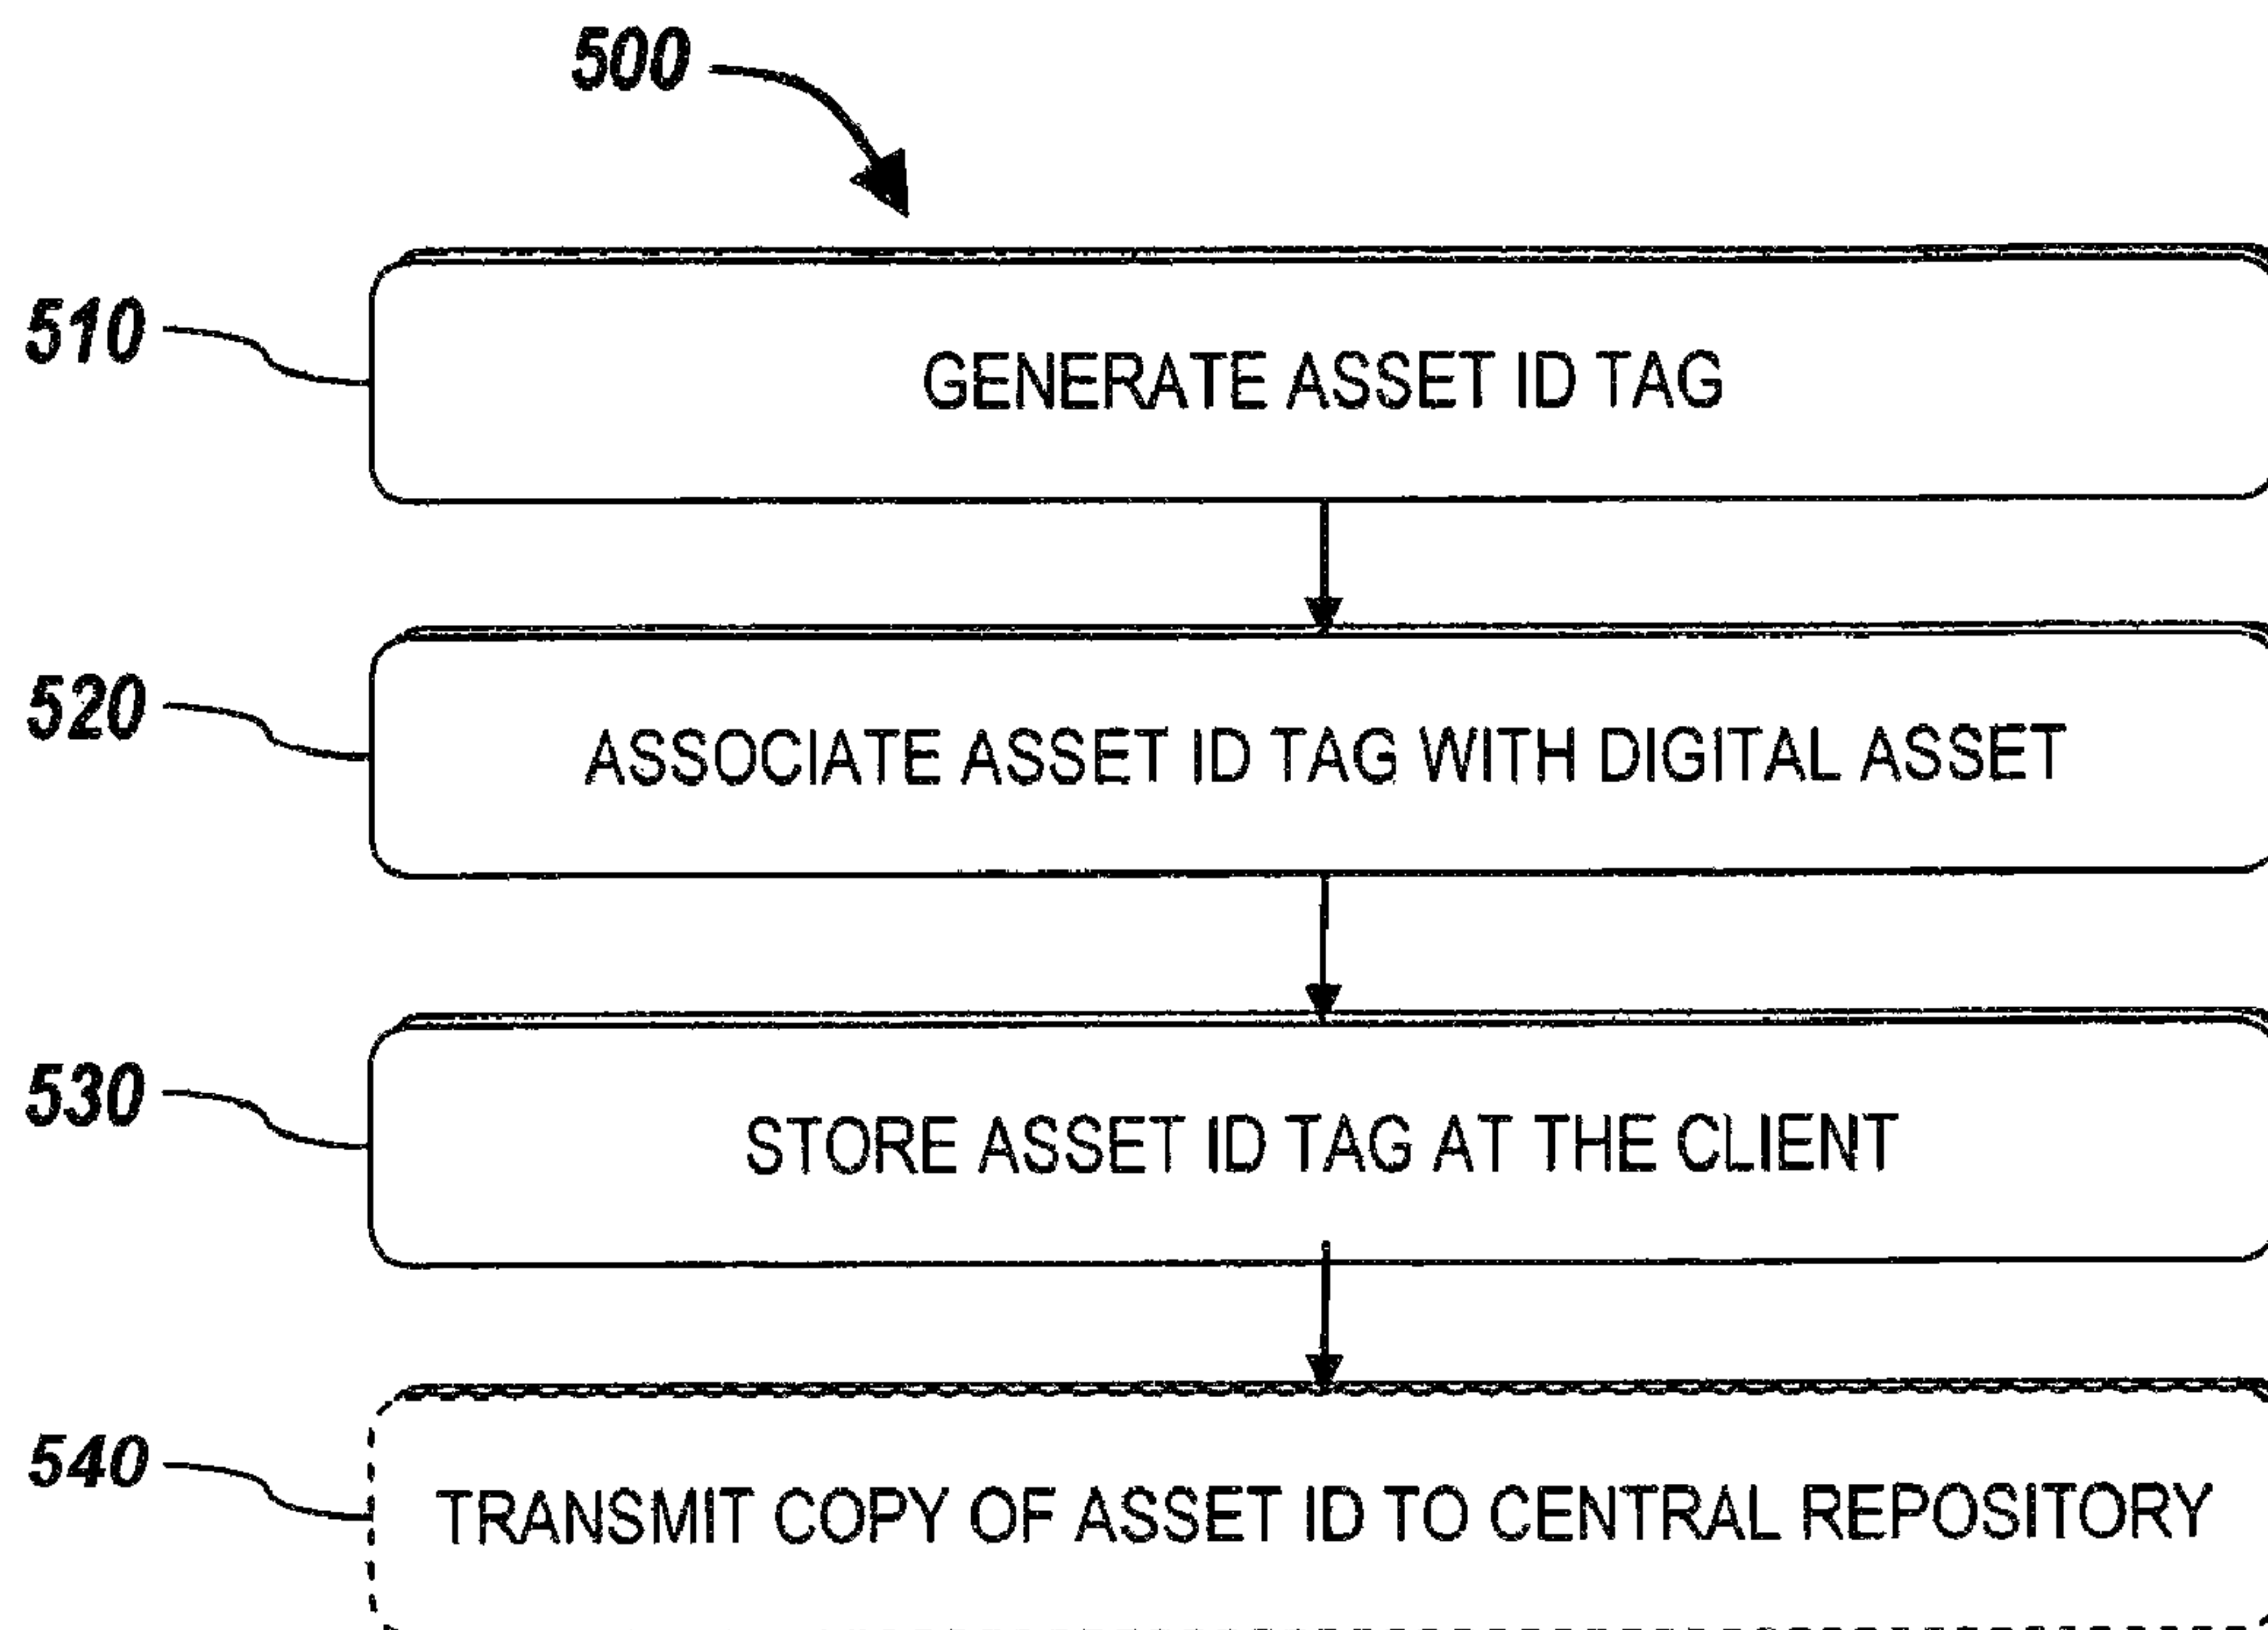 500
510
GENERATE ASSET ID TAG
520
ASSOCIATE ASSET ID TAG WITH DIGITAL ASSET
530
STORE ASSET ID TAG AT THE CLIENT
540
TRANSMIT COPY OF ASSET ID TO CENTRAL REPOSITORY